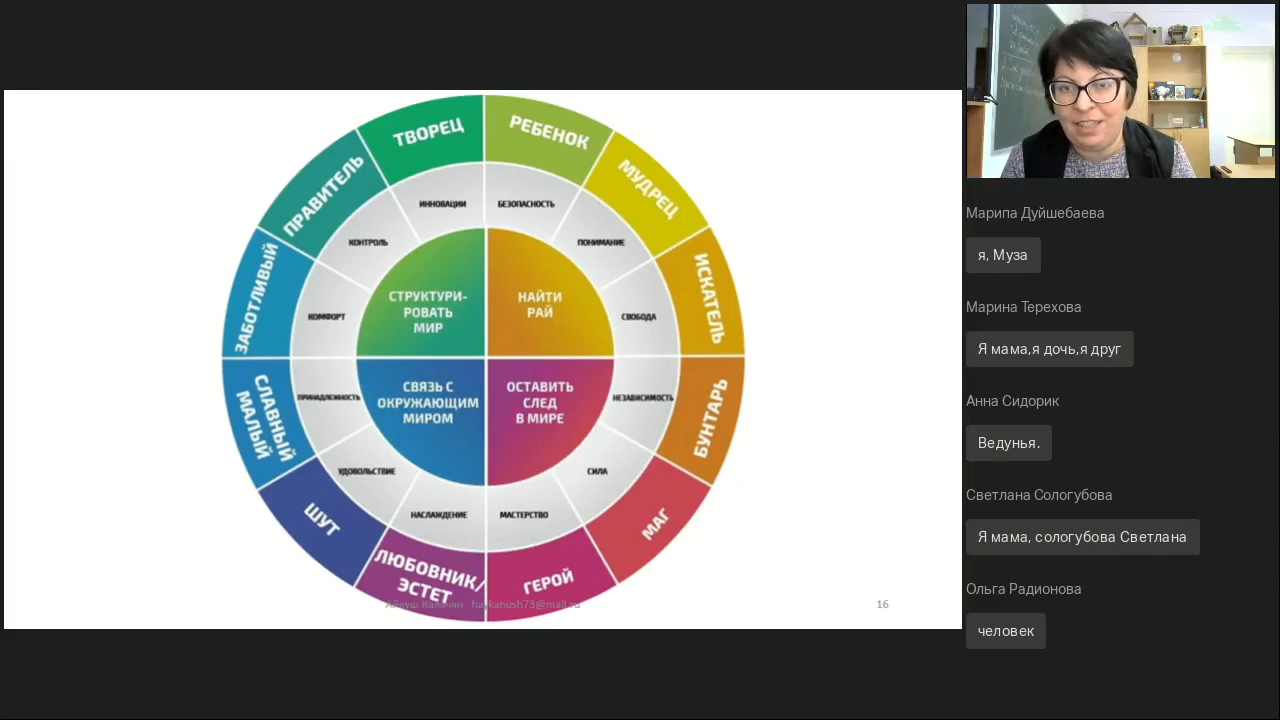 ТВОРЕЦ
РЕБЕНОК
МУДРЕЦ
ИСКАТЕЛЬ
БУНТАРЬ
МАГ
ГЕРОЙ
ЛЮБОВНИК/
ЭСТЕТ
ШУТ
СЛАВНЫЙ
МАЛЫЙ
ЗАБОТЛИВЫЙ
ПРАВИТЕЛЬ
ИННОВАЦИИ
БЕЗОПАСНОСТЬ
ПОНИМАНИЕ
СВОБОДА
НЕЗАВИСИМОСТЬ
СИЛА
МАСТЕРСТВО
НАСЛАЖДЕНИЕ
УДОВОЛЬСТВИЕ
ПРИНАДЛЕЖНОСТЬ
КОМФОРТ
КОНТРОЛЬ
СТРУКТУРИ-
РОВАТЬ
МИР
НАЙТИ
РАЙ
СВЯЗЬ С
ОКРУЖАЮЩИМ
МИРОМ
ОСТАВИТЬ
СЛЕД
В МИРЕ
haykanush73@mail.ru
16
Марипа Дуйшебаева
я, Муза
Марина Терехова
Я мама,я дочь,я друг
Анна Сидорик
Ведунья.
Светлана Сологубова
Я мама, сологубова Светлана
Ольга Радионова
человек